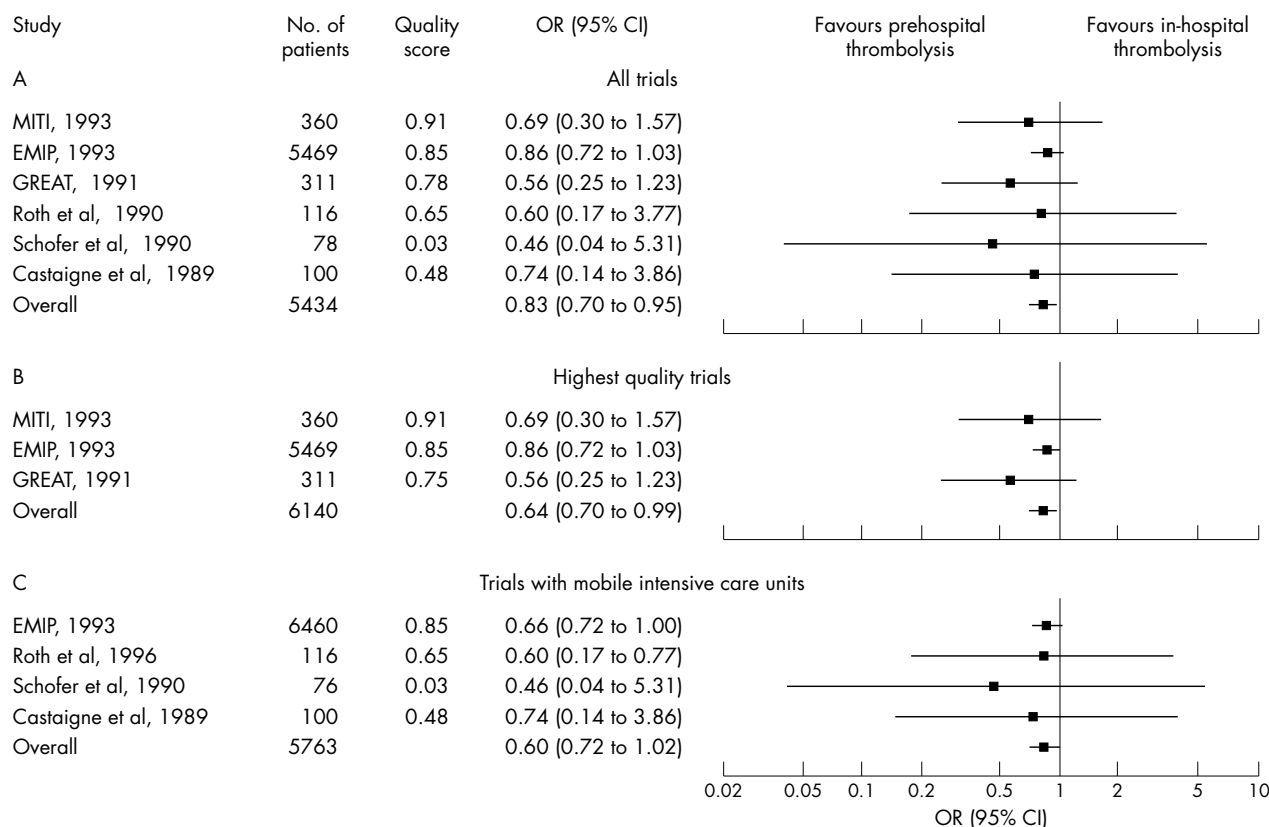 Study No. of patients Quality score OR (95% CI) Favours prehospital thrombolysis Favours in-hospital thrombolysis
A All trials
MITI, 1993 360 0.91 0.69 (0.30 to 1.57)
EMIP, 1993 5469 0.85 0.86 (0.72 to 1.03)
GREAT, 1991 311 0.78 0.56 (0.25 to 1.23)
Roth et al, 1990 116 0.65 0.60 (0.17 to 3.77)
Schofer et al, 1990 78 0.03 0.46 (0.04 to 5.31)
Castaigne et al, 1989 100 0.48 0.74 (0.14 to 3.86)
Overall 5434 0.83 (0.70 to 0.95)
B Highest quality trials
MITI, 1993 360 0.91 0.69 (0.30 to 1.57)
EMIP, 1993 5469 0.85 0.86 (0.72 to 1.03)
GREAT, 1991 311 0.75 0.56 (0.25 to 1.23)
Overall 6140 0.64 (0.70 to 0.99)
C Trials with mobile intensive care units
EMIP, 1993 6460 0.85 0.66 (0.72 to 1.00)
Roth et al, 1996 116 0.65 0.60 (0.17 to 0.77)
Schofer et al, 1990 76 0.03 0.46 (0.04 to 5.31)
Castaigne et al, 1989 100 0.48 0.74 (0.14 to 3.86)
Overall 5763 0.60 (0.72 to 1.02)
0.02 0.05 0.1 0.2 0.5 1 2 5 10
OR (95% CI)